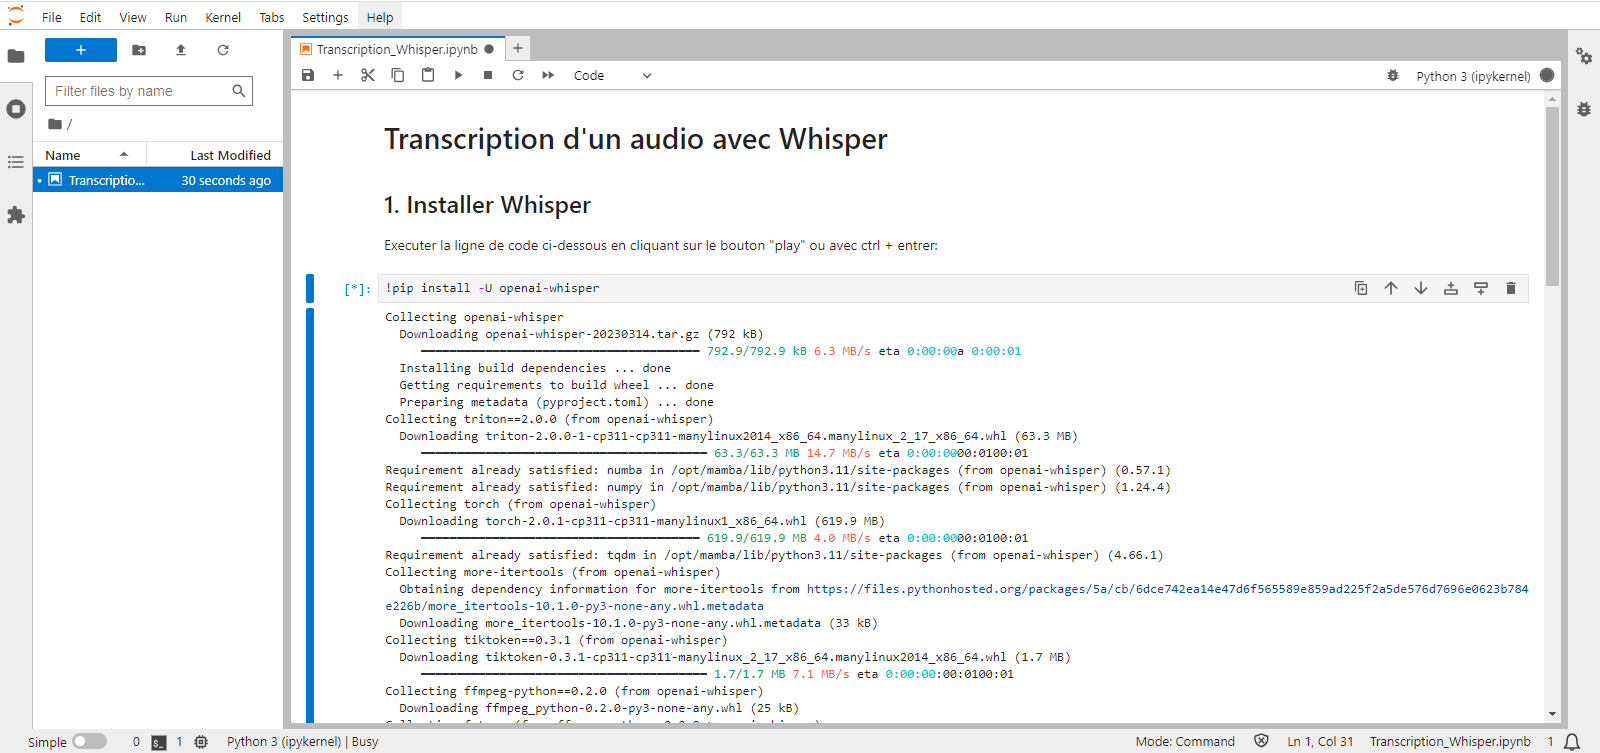 File Edit View Run Kernel Tabs Settings Help
Transcription_Whisper.ipynb
Filter files by name
Code
Python 3 (ipykernel)
/
Name Last Modified
Transcriptio... 30 seconds ago
Transcription d'un audio avec Whisper
1. Installer Whisper
Executer la ligne de code ci-dessous en cliquant sur le bouton "play" ou avec ctrl + entrer:
[*]: !pip install -U openai-whisper
Collecting openai-whisper
Downloading openai-whisper-20230314.tar.gz (792 kB)
792.9/792.9 kB 6.3 MB/s eta 0:00:00a 0:00:01
Installing build dependencies ... done
Getting requirements to build wheel ... done
Preparing metadata (pyproject.toml) ... done
Collecting triton==2.0.0 (from openai-whisper)
Downloading triton-2.0.0-1-cp311-cp311-manylinux2014_x86_64.manylinux_2_17_x86_64.whl (63.3 MB)
63.3/63.3 MB 14.7 MB/s eta 0:00:0000:0100:01
Requirement already satisfied: numba in /opt/mamba/lib/python3.11/site-packages (from openai-whisper) (0.57.1)
Requirement already satisfied: numpy in /opt/mamba/lib/python3.11/site-packages (from openai-whisper) (1.24.4)
Collecting torch (from openai-whisper)
Downloading torch-2.0.1-cp311-cp311-manylinux1_x86_64.whl (619.9 MB)
619.9/619.9 MB 4.0 MB/s eta 0:00:0000:0100:01
Requirement already satisfied: tqdm in /opt/mamba/lib/python3.11/site-packages (from openai-whisper) (4.66.1)
Collecting more-itertools (from openai-whisper)
Obtaining dependency information for more-itertools from https://files.pythonhosted.org/packages/5a/cb/6dce742ea14e47d6f565589e859ad225f2a5de576d7696e0623b784
e226b/more_itertools-10.1.0-py3-none-any.whl.metadata
Downloading more_itertools-10.1.0-py3-none-any.whl.metadata (33 kB)
Collecting tiktoken==0.3.1 (from openai-whisper)
Downloading tiktoken-0.3.1-cp311-cp311-manylinux_2_17_x86_64.manylinux2014_x86_64.whl (1.7 MB)
1.7/1.7 MB 7.1 MB/s eta 0:00:00:00:0100:01
Collecting ffmpeg-python==0.2.0 (from openai-whisper)
Downloading ffmpeg_python-0.2.0-py3-none-any.whl (25 kB)
Simple 0 $_ 1 Python 3 (ipykernel) | Busy Mode: Command Ln 1, Col 31 Transcription_Whisper.ipynb 1